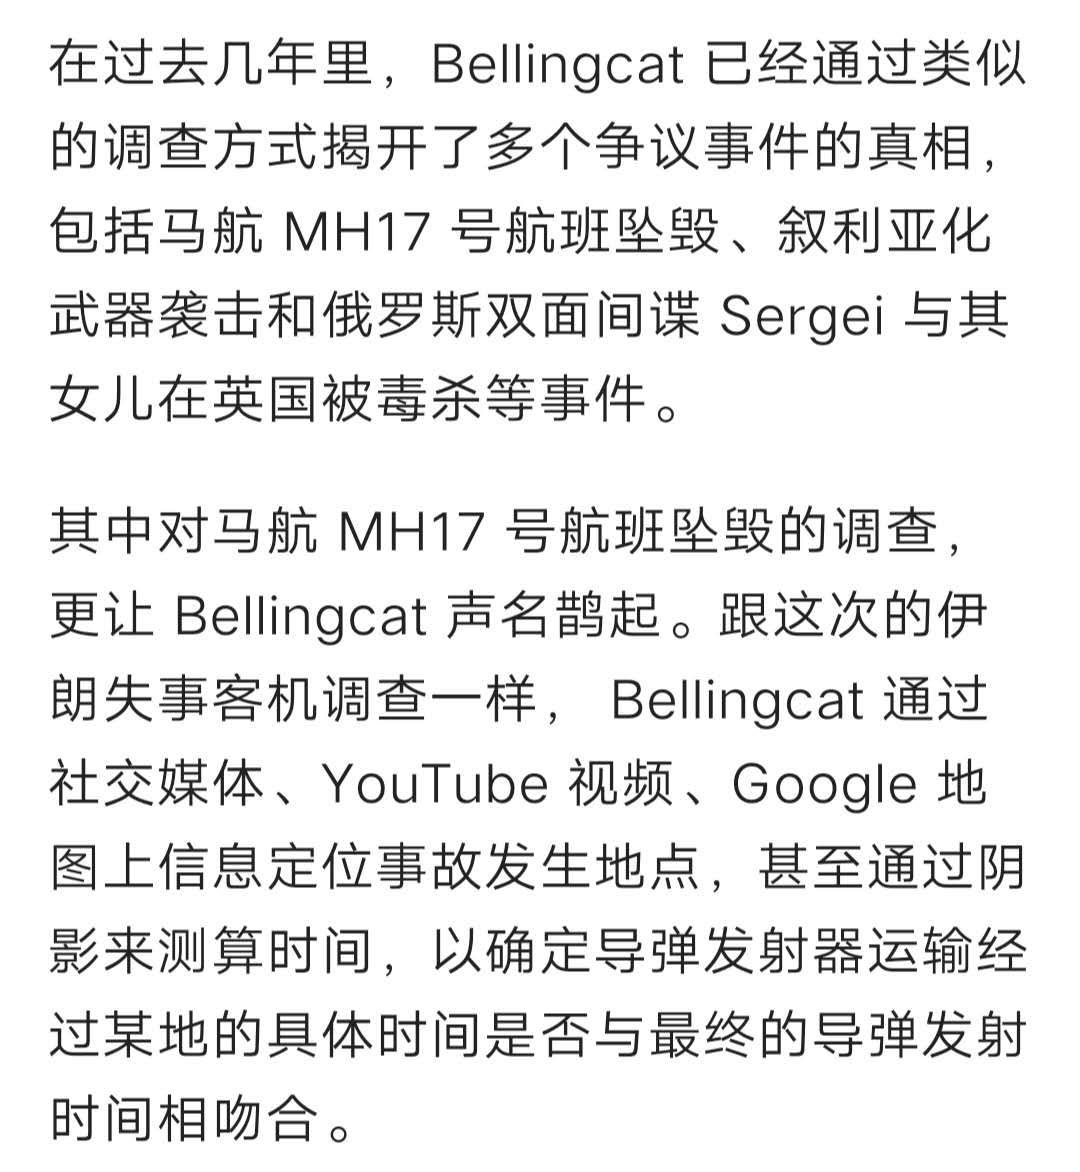 在过去几年里，Bellingcat 已经通过类似
的调查方式揭开了多个争议事件的真相，
包括马航 MH17 号航班坠毁、叙利亚化
武器袭击和俄罗斯双面间谍 Sergei 与其
女儿在英国被毒杀等事件。
其中对马航 MH17 号航班坠毁的调查，
更让 Bellingcat 声名鹊起。跟这次的伊
朗失事客机调查一样， Bellingcat 通过
社交媒体、YouTube 视频、Google 地
图上信息定位事故发生地点，甚至通过阴
影来测算时间，以确定导弹发射器运输经
过某地的具体时间是否与最终的导弹发射
时间相吻合。